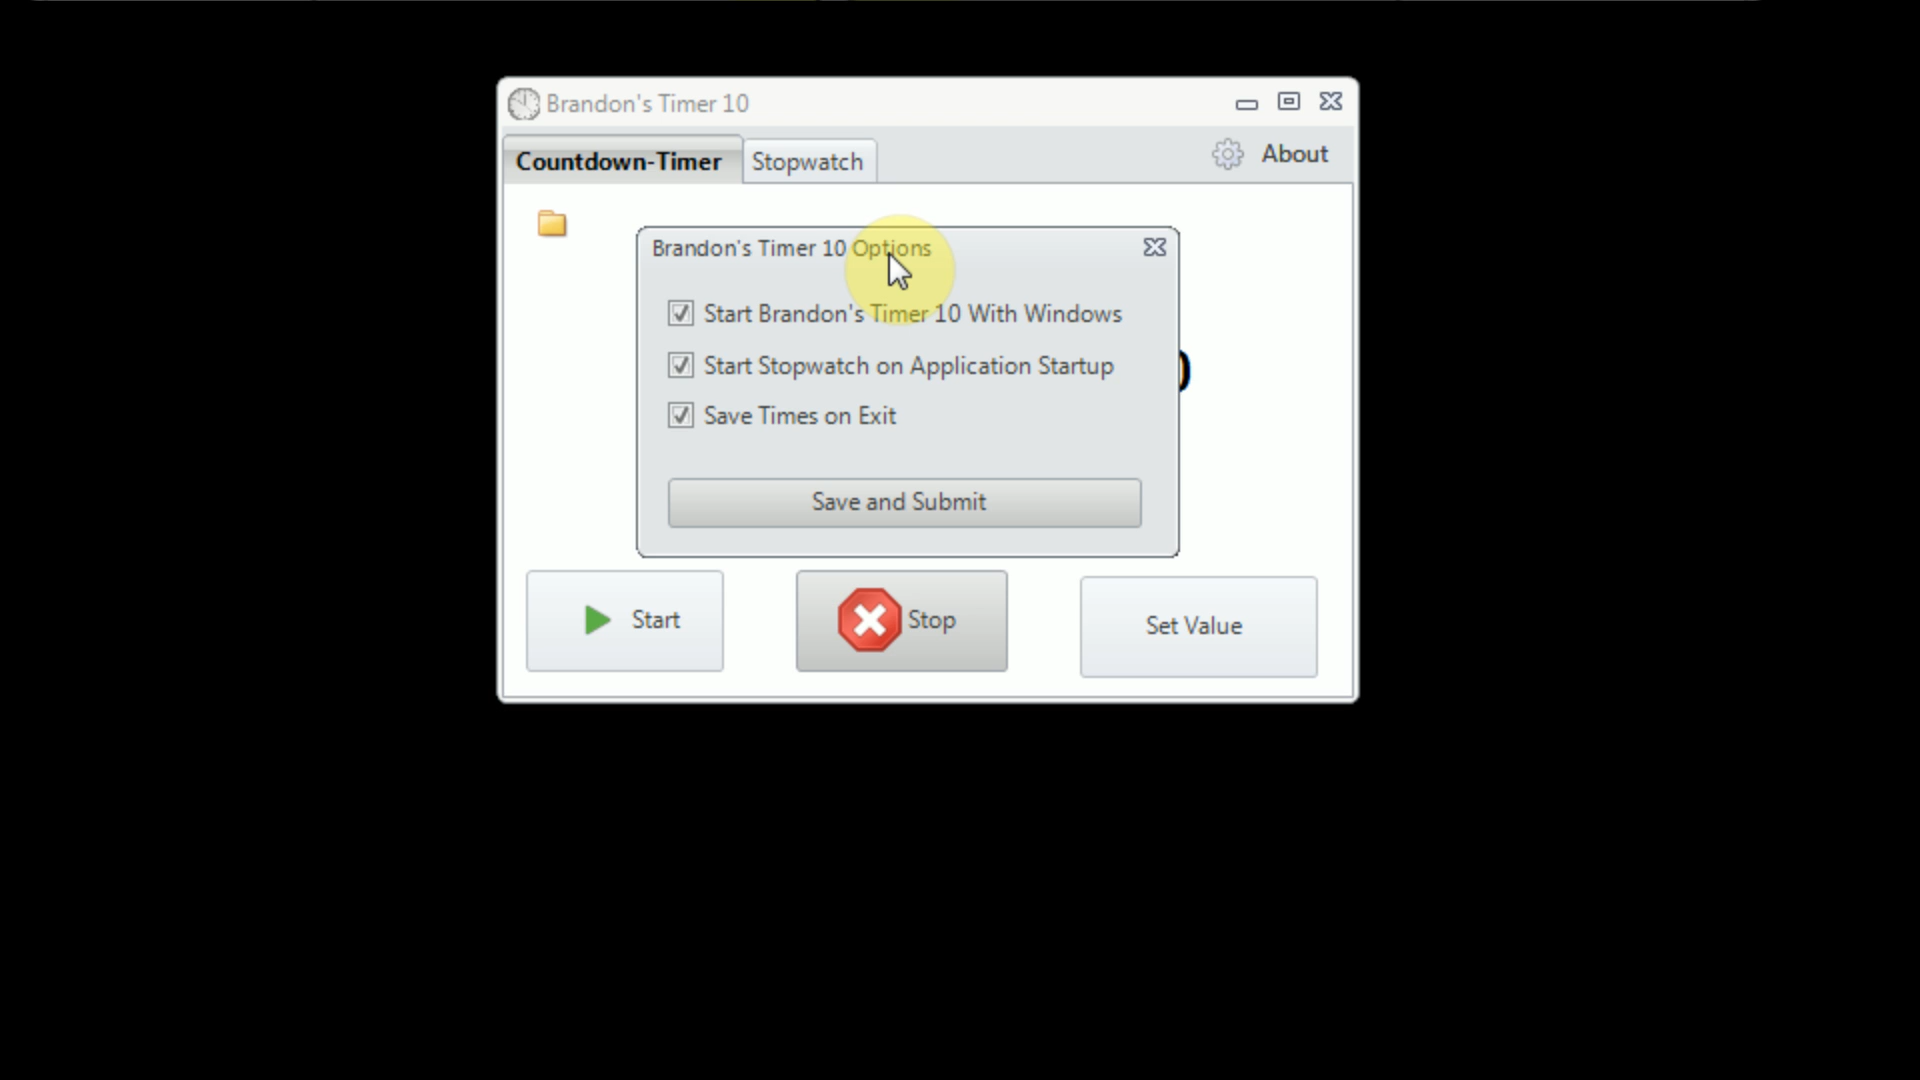 Brandon's Timer 10
Countdown-Timer
Stopwatch
About
Brandon's Timer 10 Options
Start Brandon's Timer 10 With Windows
Start Stopwatch on Application Startup
Save Times on Exit
Save and Submit
Start
Stop
Set Value